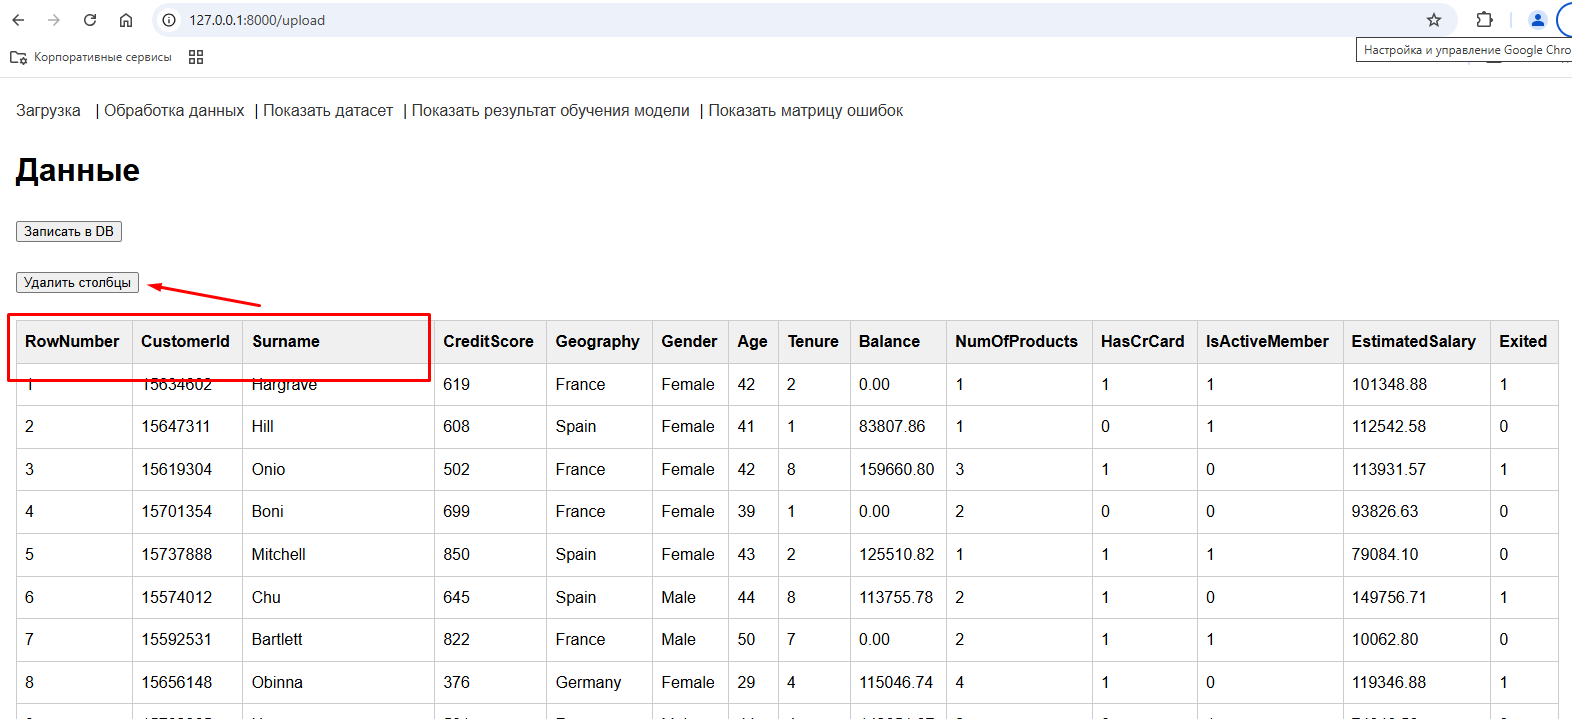 127.0.0.1:8000/upload
Настройка и управление Google Chro
Корпоративные сервисы
Загрузка | Обработка данных | Показать датасет | Показать результат обучения модели | Показать матрицу ошибок
Данные
Записать в DB
Удалить столбцы
RowNumber CustomerId Surname CreditScore Geography Gender Age Tenure Balance NumOfProducts HasCrCard IsActiveMember EstimatedSalary Exited
1 15634602 Hargrave 619 France Female 42 2 0.00 1 1 1 101348.88 1
2 15647311 Hill 608 Spain Female 41 1 83807.86 1 0 1 112542.58 0
3 15619304 Onio 502 France Female 42 8 159660.80 3 1 0 113931.57 1
4 15701354 Boni 699 France Female 39 1 0.00 2 0 0 93826.63 0
5 15737888 Mitchell 850 Spain Female 43 2 125510.82 1 1 1 79084.10 0
6 15574012 Chu 645 Spain Male 44 8 113755.78 2 1 0 149756.71 1
7 15592531 Bartlett 822 France Male 50 7 0.00 2 1 1 10062.80 0
8 15656148 Obinna 376 Germany Female 29 4 115046.74 4 1 0 119346.88 1